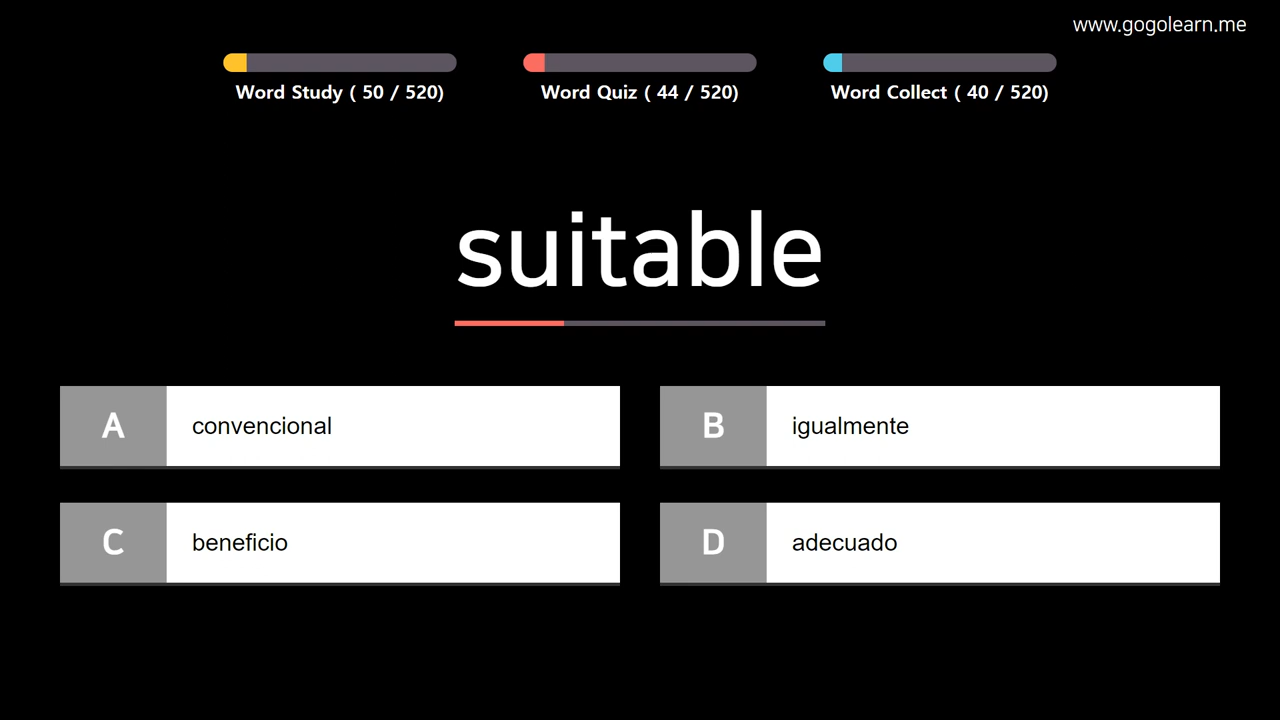 www.gogolearn.me
Word Study ( 50 / 520)
Word Quiz ( 44 / 520)
Word Collect ( 40 / 520)
suitable
A convencional
B igualmente
C beneficio
D adecuado